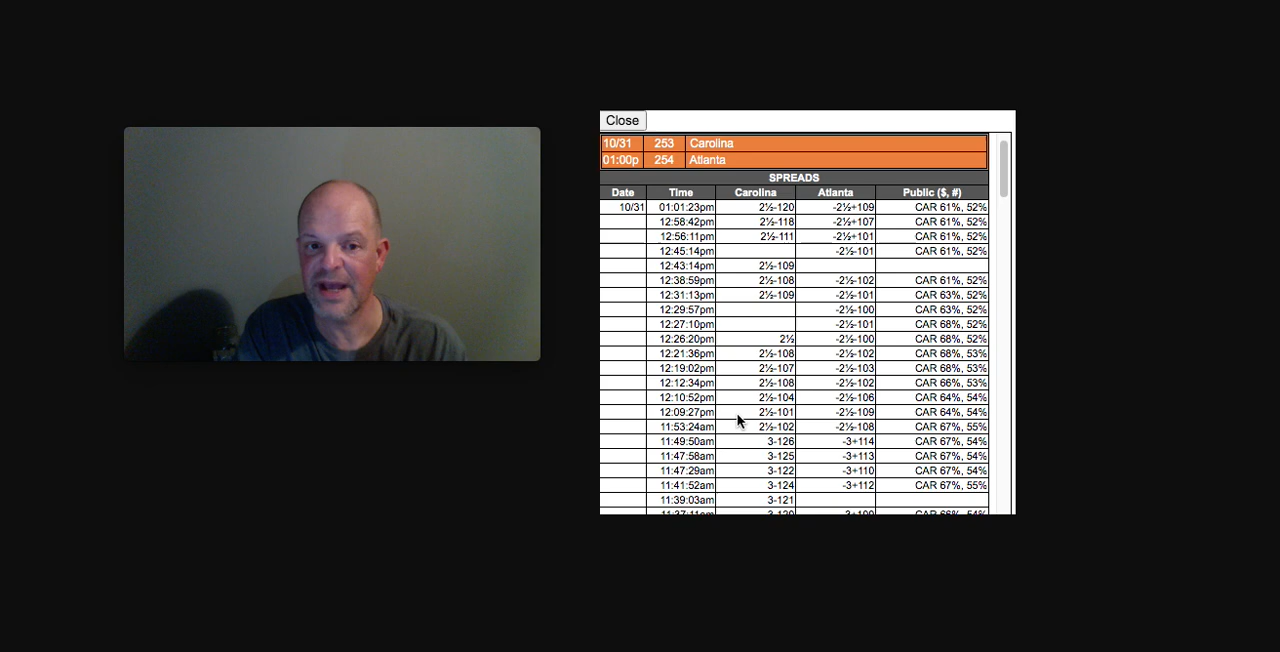 Close
10/31 253 Carolina
01:00p 254 Atlanta
SPREADS
Date Time Carolina Atlanta Public ($, #)
10/31 01:01:23pm 2½-120 -2½+109 CAR 61%, 52%
12:58:42pm 2½-118 -2½+107 CAR 61%, 52%
12:56:11pm 2½-111 -2½+101 CAR 61%, 52%
12:45:14pm -2½-101 CAR 61%, 52%
12:43:14pm 2½-109
12:38:59pm 2½-108 -2½-102 CAR 61%, 52%
12:31:13pm 2½-109 -2½-101 CAR 63%, 52%
12:29:57pm -2½-100 CAR 63%, 52%
12:27:10pm -2½-101 CAR 68%, 52%
12:26:20pm 2½ -2½-100 CAR 68%, 52%
12:21:36pm 2½-108 -2½-102 CAR 68%, 53%
12:19:02pm 2½-107 -2½-103 CAR 68%, 53%
12:12:34pm 2½-108 -2½-102 CAR 66%, 53%
12:10:52pm 2½-104 -2½-106 CAR 64%, 54%
12:09:27pm 2½-101 -2½-109 CAR 64%, 54%
11:53:24am 2½-102 -2½-108 CAR 67%, 55%
11:49:50am 3-126 -3+114 CAR 67%, 54%
11:47:58am 3-125 -3+113 CAR 67%, 54%
11:47:29am 3-122 -3+110 CAR 67%, 54%
11:41:52am 3-124 -3+112 CAR 67%, 55%
11:39:03am 3-121
11:37:11am 3-120 -3+109 CAR 66%, 54%